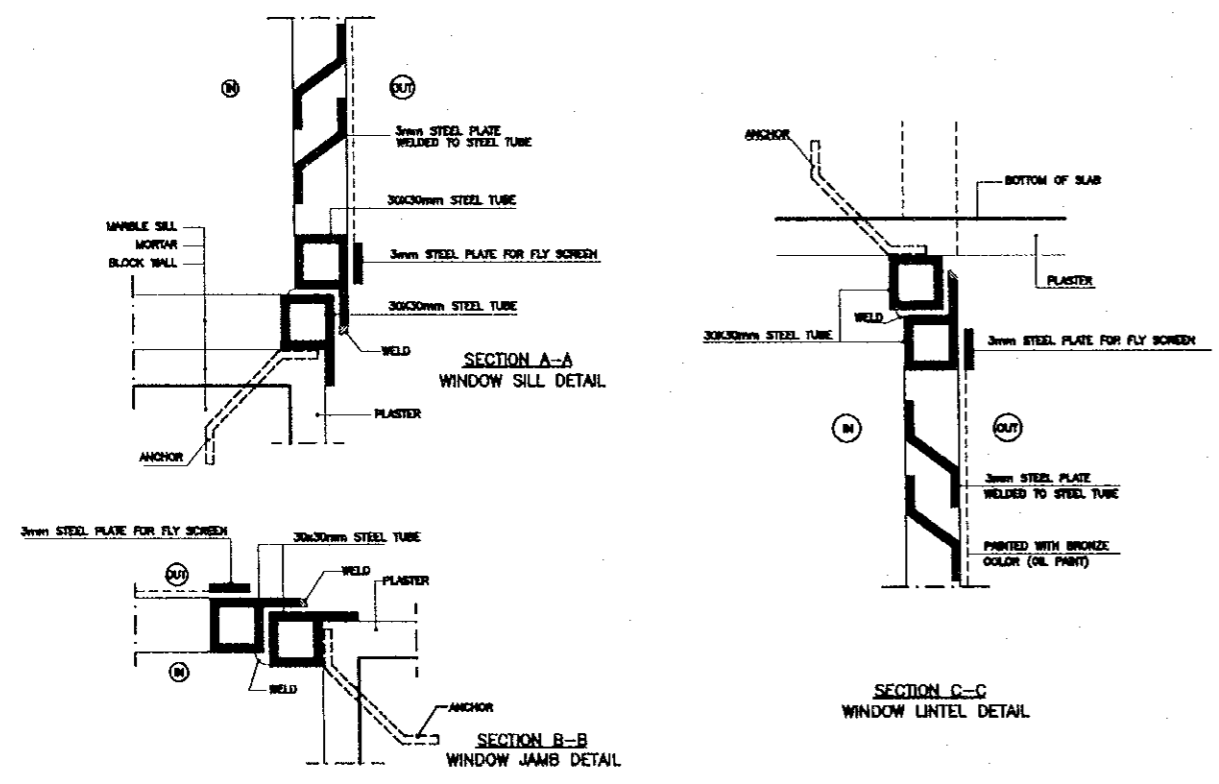 IN
OUT
3mm STEEL PLATE
WELDED TO STEEL TUBE
30X30mm STEEL TUBE
MARBLE SILL
MORTAR
BLOCK WALL
3mm STEEL PLATE FOR FLY SCREEN
30X30mm STEEL TUBE
WELD
SECTION A-A
WINDOW SILL DETAIL
PLASTER
ANCHOR
3mm STEEL PLATE FOR FLY SCREEN
30x30mm STEEL TUBE
OUT
WELD
PLASTER
IN
WELD
ANCHOR
SECTION B-B
WINDOW JAMB DETAIL
ANCHOR
BOTTOM OF SLAB
PLASTER
WELD
30X30mm STEEL TUBE
3mm STEEL PLATE FOR FLY SCREEN
IN
OUT
3mm STEEL PLATE
WELDED TO STEEL TUBE
PAINTED WITH BRONZE
COLOR (OIL PAINT)
SECTION C-C
WINDOW LINTEL DETAIL